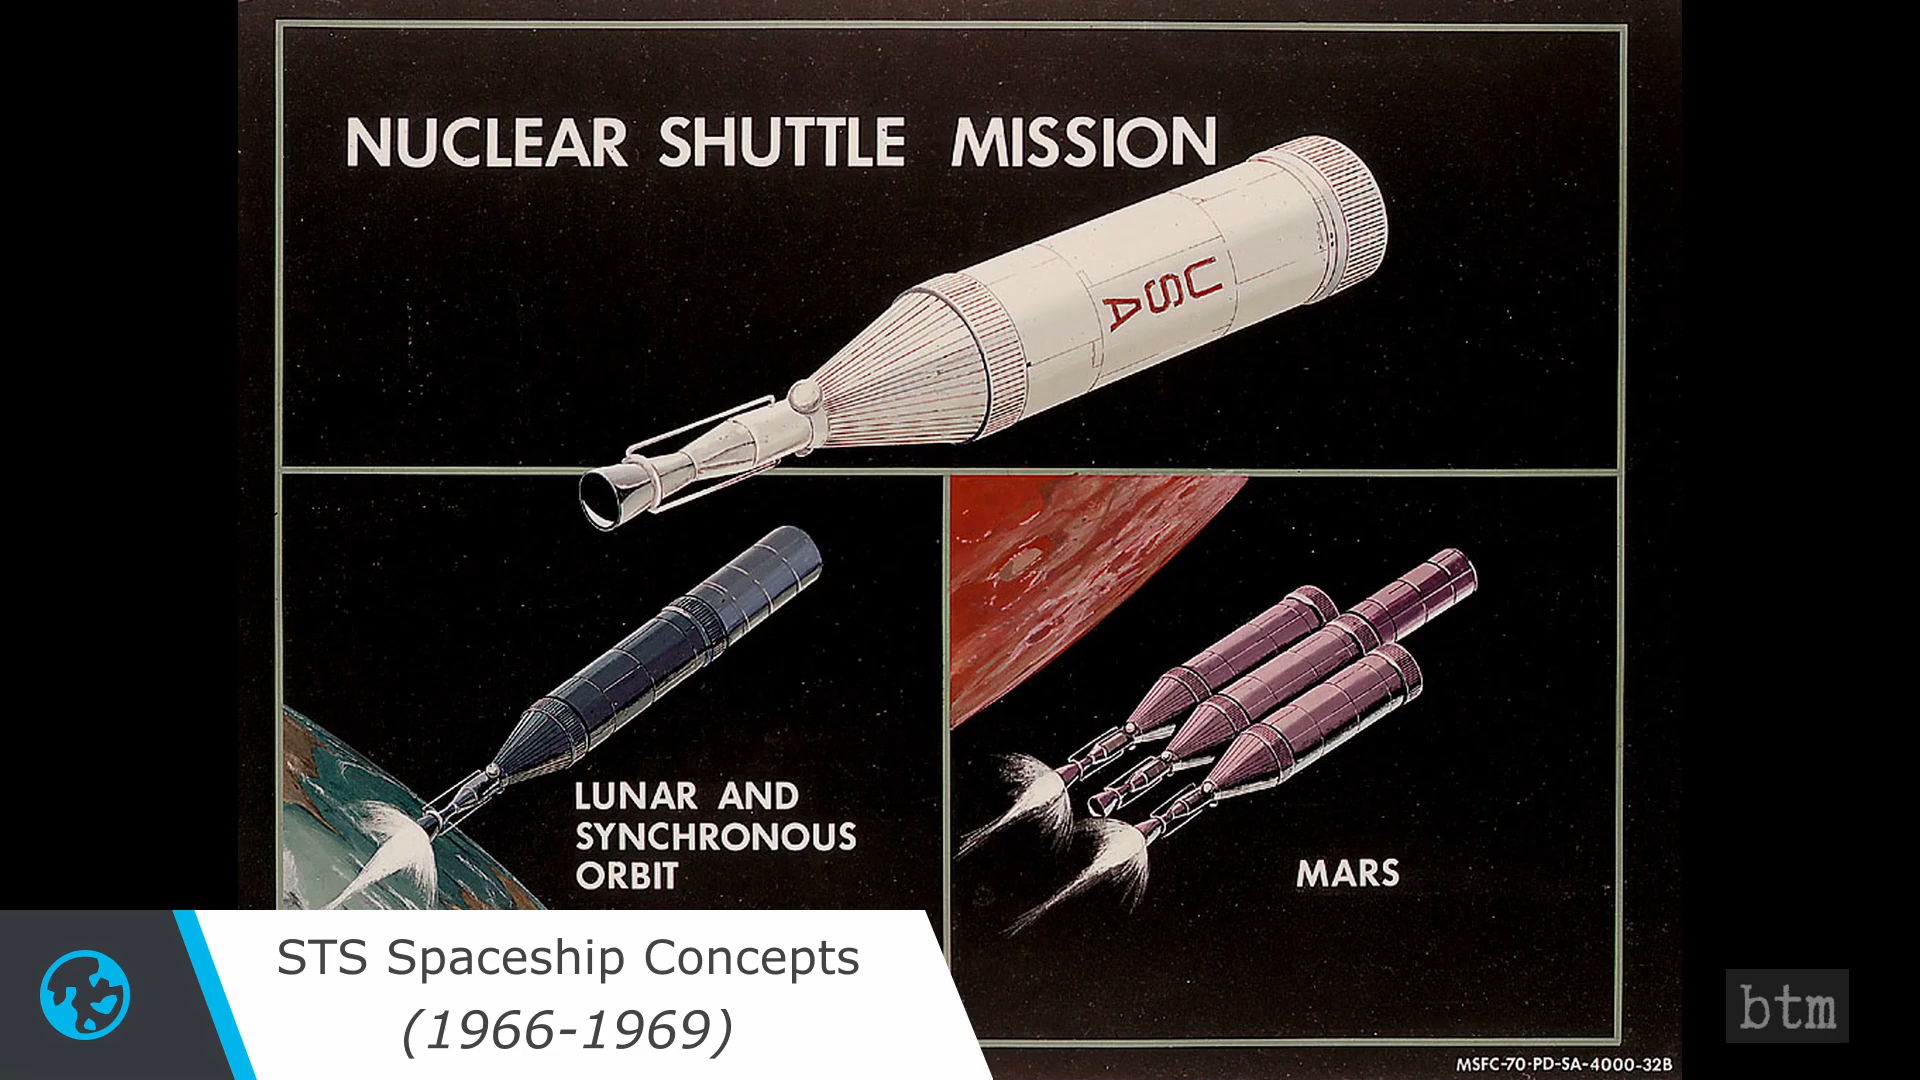 NUCLEAR SHUTTLE MISSION
USA
LUNAR AND
SYNCHRONOUS
ORBIT
MARS
STS Spaceship Concepts
(1966-1969)
btm
MSFC-70-PD-SA-4000-32B